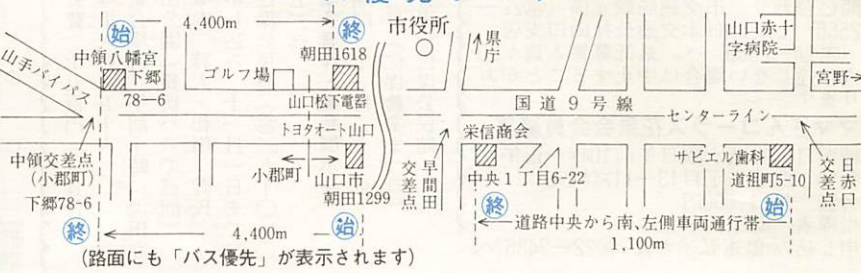 始
4,400m
終
市役所
県庁
山口赤十
字病院
山手バイパス
中領八幡宮
下郷
78—6
ゴルフ場
朝田1618
山口松下電器
宮野→
国道9号線
センターライン
トヨタオート山口
栄信商会
中領交差点
(小郡町)
下郷78-6
小郡町
山口市
朝田1299
早間田
交差点
中央1丁目6-22
サビエル歯科
道祖町5-10
日赤口
交差点
終
4,400m
始
終
道路中央から南、左側車両通行帯
1,100m
始
(路面にも「バス優先」が表示されます)